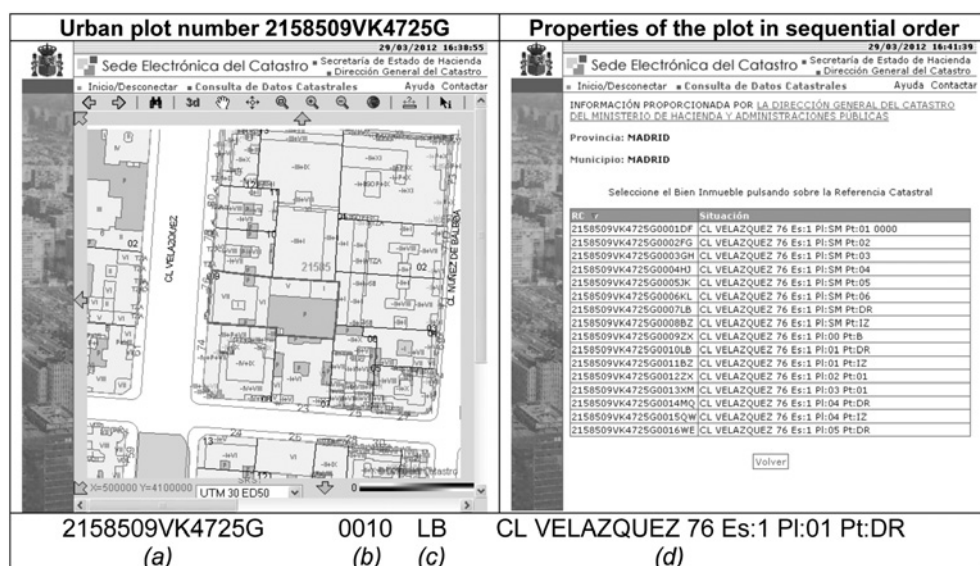 Urban plot number 2158509VK4725G
29/03/2012 16:38:55
Sede Electrónica del Catastro
Secretaría de Estado de Hacienda
Dirección General del Catastro
Inicio/Desconectar Consulta de Datos Catastrales Ayuda Contactar
3d
CL VELAZQUEZ
CL NUÑEZ DE BALBOA
21585
02
02
X=500000 Y=4100000 UTM 30 ED50 0
Properties of the plot in sequential order
29/03/2012 16:41:39
Sede Electrónica del Catastro
Secretaría de Estado de Hacienda
Dirección General del Catastro
Inicio/Desconectar Consulta de Datos Catastrales Ayuda Contactar
INFORMACIÓN PROPORCIONADA POR LA DIRECCIÓN GENERAL DEL CATASTRO
DEL MINISTERIO DE HACIENDA Y ADMINISTRACIONES PÚBLICAS
Provincia: MADRID
Municipio: MADRID
Seleccione el Bien Inmueble pulsando sobre la Referencia Catastral
RC Situación
2158509VK4725G0001DF CL VELAZQUEZ 76 Es:1 Pl:SM Pt:01 0000
2158509VK4725G0002FG CL VELAZQUEZ 76 Es:1 Pl:SM Pt:02
2158509VK4725G0003GH CL VELAZQUEZ 76 Es:1 Pl:SM Pt:03
2158509VK4725G0004HJ CL VELAZQUEZ 76 Es:1 Pl:SM Pt:04
2158509VK4725G0005JK CL VELAZQUEZ 76 Es:1 Pl:SM Pt:05
2158509VK4725G0006KL CL VELAZQUEZ 76 Es:1 Pl:SM Pt:06
2158509VK4725G0007LB CL VELAZQUEZ 76 Es:1 Pl:SM Pt:DR
2158509VK4725G0008BZ CL VELAZQUEZ 76 Es:1 Pl:SM Pt:IZ
2158509VK4725G0009ZX CL VELAZQUEZ 76 Es:1 Pl:00 Pt:B
2158509VK4725G0010LB CL VELAZQUEZ 76 Es:1 Pl:01 Pt:DR
2158509VK4725G0011BZ CL VELAZQUEZ 76 Es:1 Pl:01 Pt:IZ
2158509VK4725G0012ZX CL VELAZQUEZ 76 Es:1 Pl:02 Pt:01
2158509VK4725G0013XM CL VELAZQUEZ 76 Es:1 Pl:03 Pt:01
2158509VK4725G0014MQ CL VELAZQUEZ 76 Es:1 Pl:04 Pt:DR
2158509VK4725G0015QW CL VELAZQUEZ 76 Es:1 Pl:04 Pt:IZ
2158509VK4725G0016WE CL VELAZQUEZ 76 Es:1 Pl:05 Pt:DR
Volver
2158509VK4725G 0010 LB CL VELAZQUEZ 76 Es:1 Pl:01 Pt:DR
(a) (b) (c) (d)